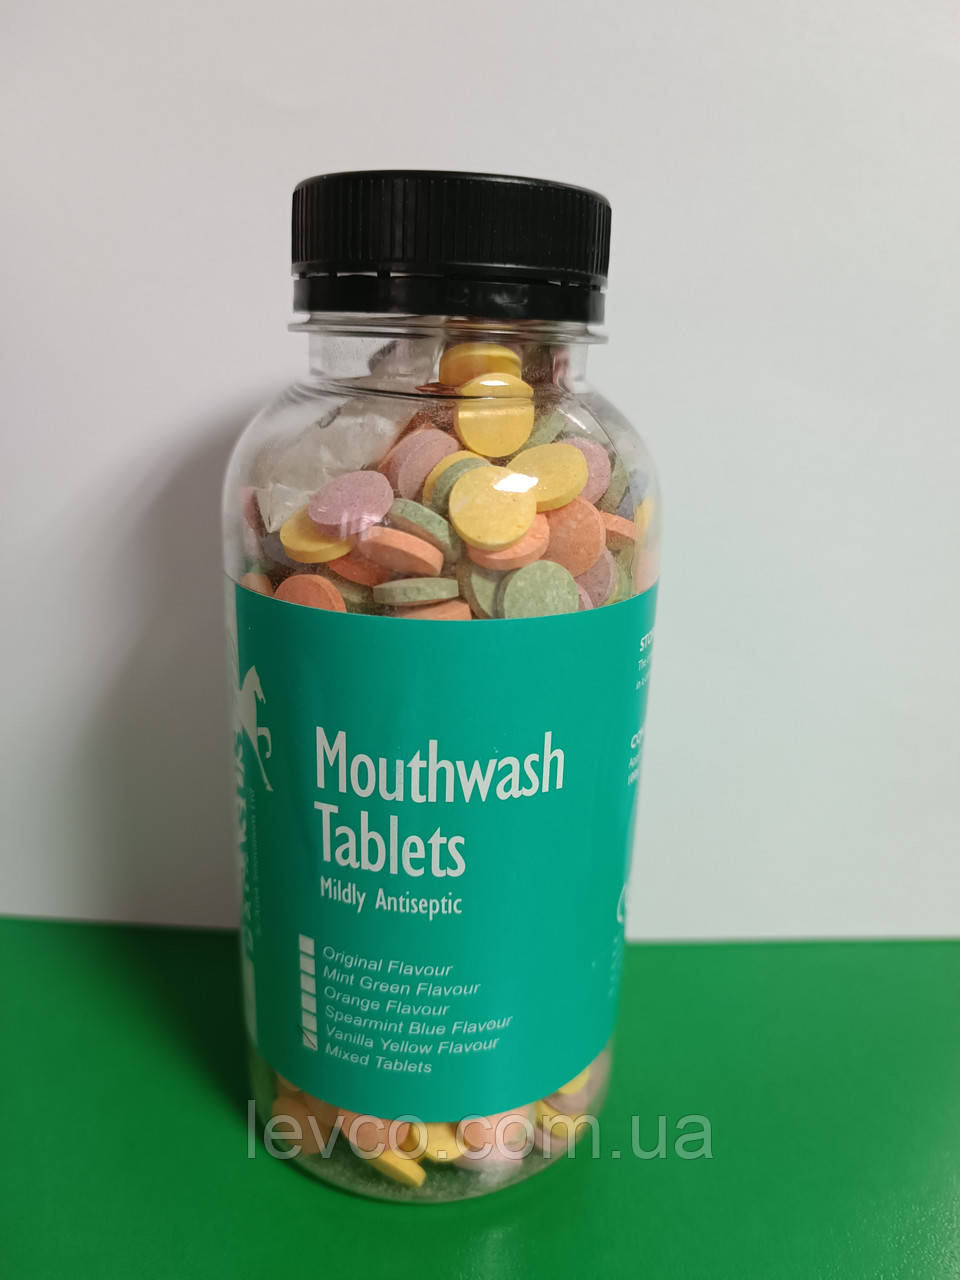 Mouthwash
Tablets
Mildly Antiseptic
Original Flavour
Mint Green Flavour
Orange Flavour
Spearmint Blue Flavour
Vanilla Yellow Flavour
Mixed Tablets
levco.com.ua